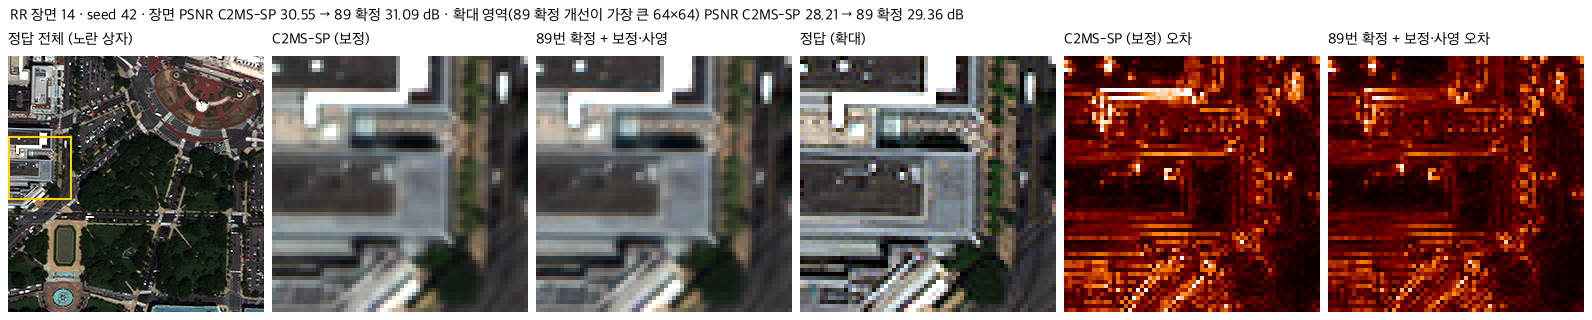 RR 장면 14 · seed 42 · 장면 PSNR C2MS-SP 30.55 → 89 확정 31.09 dB · 확대 영역(89 확정 개선이 가장 큰 64×64) PSNR C2MS-SP 28.21 → 89 확정 29.36 dB
정답 전체 (노란 상자)
C2MS-SP (보정)
89번 확정 + 보정·사영
정답 (확대)
C2MS-SP (보정) 오차
89번 확정 + 보정·사영 오차